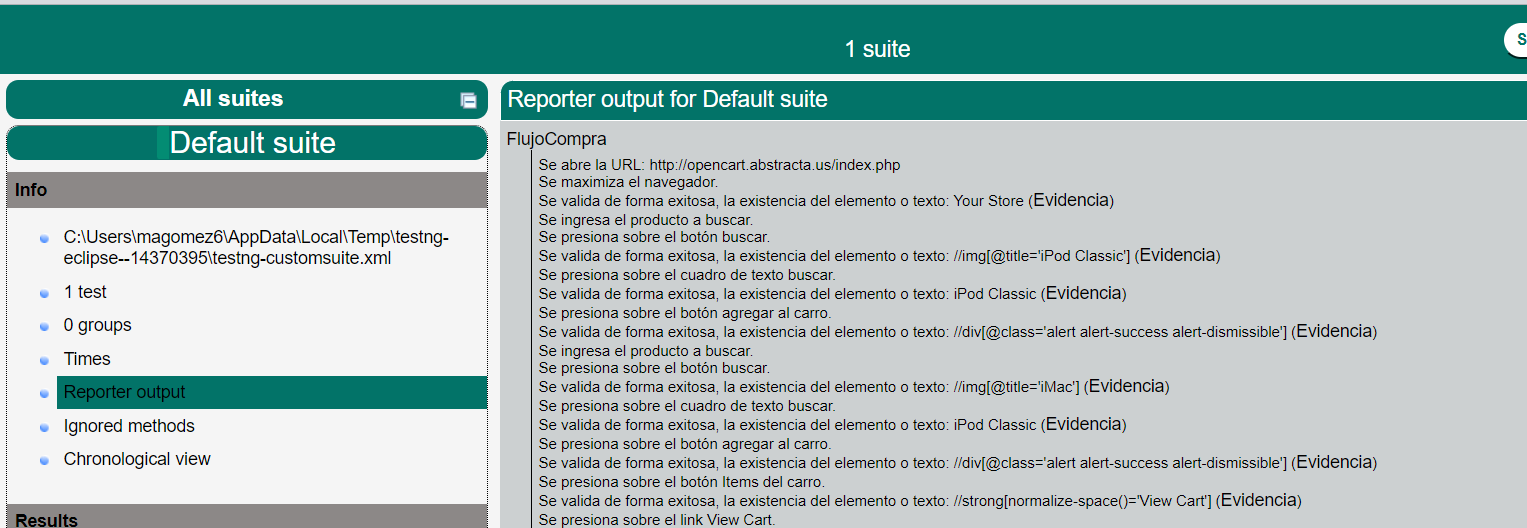 1 suite
S
All suites
Default suite
Info
C:\Users\magomez6\AppData\Local\Temp\testng-
eclipse--14370395\testng-customsuite.xml
1 test
0 groups
Times
Reporter output
Ignored methods
Chronological view
Results
Reporter output for Default suite
FlujoCompra
Se abre la URL: http://opencart.abstracta.us/index.php
Se maximiza el navegador.
Se valida de forma exitosa, la existencia del elemento o texto: Your Store (Evidencia)
Se ingresa el producto a buscar.
Se presiona sobre el botón buscar.
Se valida de forma exitosa, la existencia del elemento o texto: //img[@title='iPod Classic'] (Evidencia)
Se presiona sobre el cuadro de texto buscar.
Se valida de forma exitosa, la existencia del elemento o texto: iPod Classic (Evidencia)
Se presiona sobre el botón agregar al carro.
Se valida de forma exitosa, la existencia del elemento o texto: //div[@class='alert alert-success alert-dismissible'] (Evidencia)
Se ingresa el producto a buscar.
Se presiona sobre el botón buscar.
Se valida de forma exitosa, la existencia del elemento o texto: //img[@title='iMac'] (Evidencia)
Se presiona sobre el cuadro de texto buscar.
Se valida de forma exitosa, la existencia del elemento o texto: iPod Classic (Evidencia)
Se presiona sobre el botón agregar al carro.
Se valida de forma exitosa, la existencia del elemento o texto: //div[@class='alert alert-success alert-dismissible'] (Evidencia)
Se presiona sobre el botón Items del carro.
Se valida de forma exitosa, la existencia del elemento o texto: //strong[normalize-space()='View Cart'] (Evidencia)
Se presiona sobre el link View Cart.